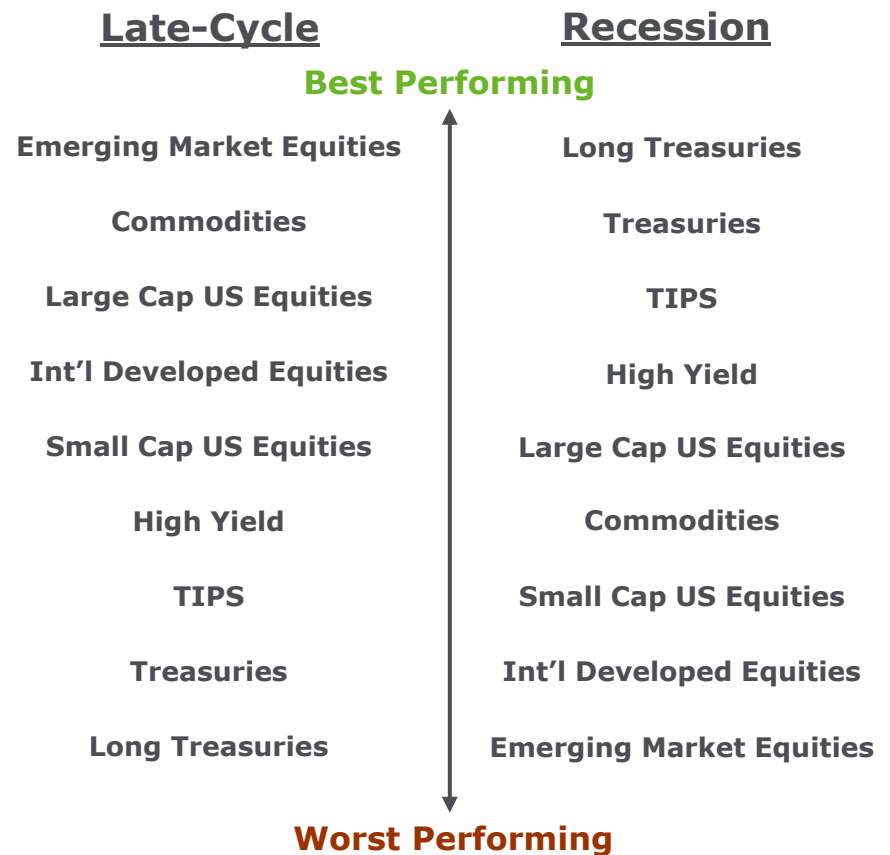 Late-Cycle
Recession
Best Performing
Emerging Market Equities
Long Treasuries
Commodities
Treasuries
Large Cap US Equities
TIPS
Int’l Developed Equities
High Yield
Small Cap US Equities
Large Cap US Equities
High Yield
Commodities
TIPS
Small Cap US Equities
Treasuries
Int’l Developed Equities
Long Treasuries
Emerging Market Equities
Worst Performing